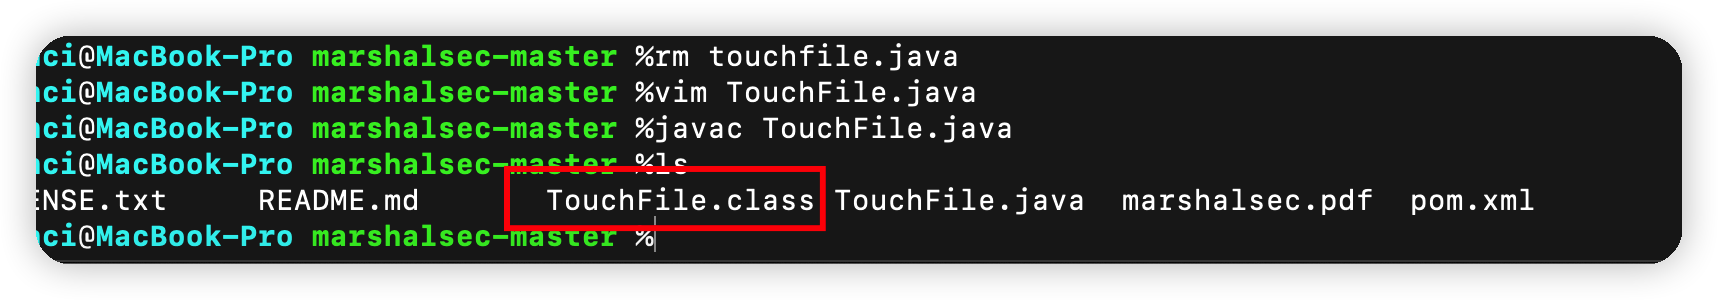 ci@MacBook-Pro marshalsec-master %rm touchfile.java
ci@MacBook-Pro marshalsec-master %vim TouchFile.java
ci@MacBook-Pro marshalsec-master %javac TouchFile.java
ci@MacBook-Pro marshalsec-master %ls
ENSE.txt README.md TouchFile.class TouchFile.java marshalsec.pdf pom.xml
ci@MacBook-Pro marshalsec-master %